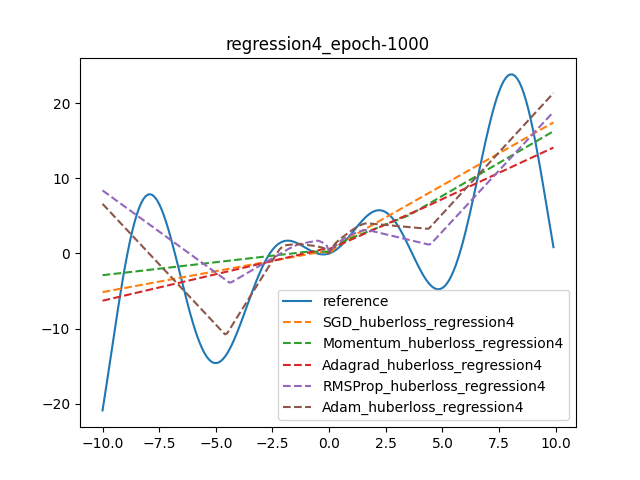 regression4_epoch-1000
20
10
0
−10
−20
reference
SGD_huberloss_regression4
Momentum_huberloss_regression4
Adagrad_huberloss_regression4
RMSProp_huberloss_regression4
Adam_huberloss_regression4
−10.0 −7.5 −5.0 −2.5 0.0 2.5 5.0 7.5 10.0